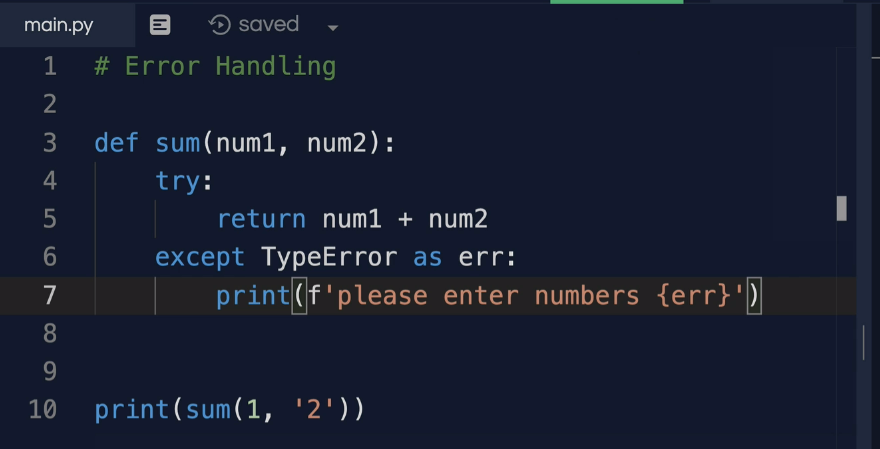 main.py saved
1 # Error Handling
2
3 def sum(num1, num2):
4     try:
5         return num1 + num2
6     except TypeError as err:
7         print(f'please enter numbers {err}')
8
9
10 print(sum(1, '2'))